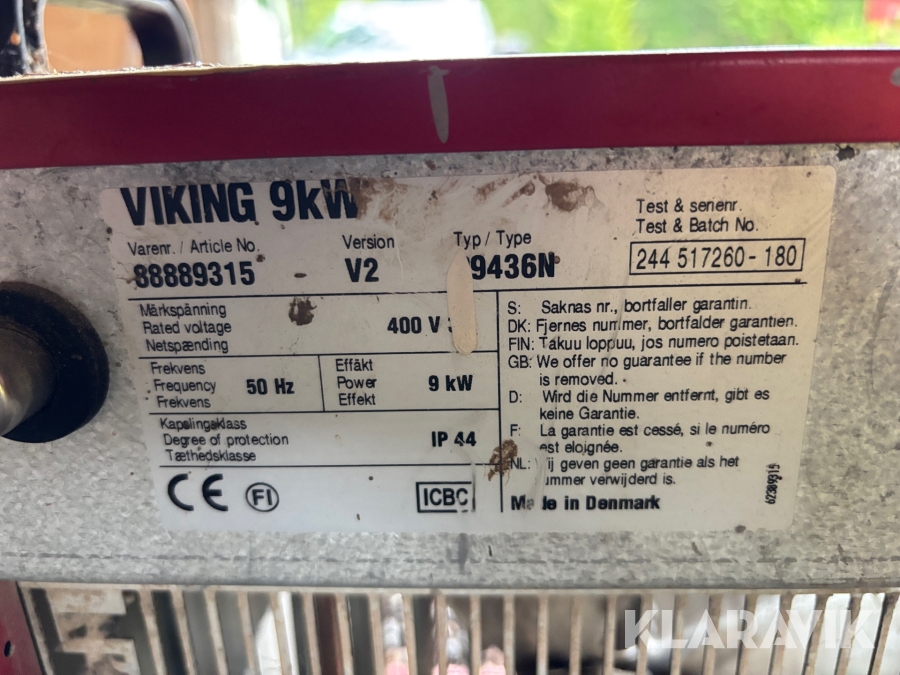 VIKING 9kW
Varenr. / Article No.
88889315
Version
V2
Typ / Type
9436N
Test & serienr.
Test & Batch No.
244 517260 - 180
Märkspänning
Rated voltage
Netspænding
400 V
Frekvens
Frequency
Frekvens
50 Hz
Effäkt
Power
Effekt
9 kW
Kapslingsklass
Degree of protection
Tæthedsklasse
IP 44
CE FI
ICBC
S: Saknas nr., bortfaller garantin.
DK: Fjernes nummer, bortfalder garantien.
FIN: Takuu loppuu, jos numero poistetaan.
GB: We offer no guarantee if the number
is removed.
D: Wird die Nummer entfernt, gibt es
keine Garantie.
F: La garantie est cessé, si le numéro
est eloignée.
NL: Wij geven geen garantie als het
nummer verwijderd is.
Made in Denmark
62389315
KLARAVIK